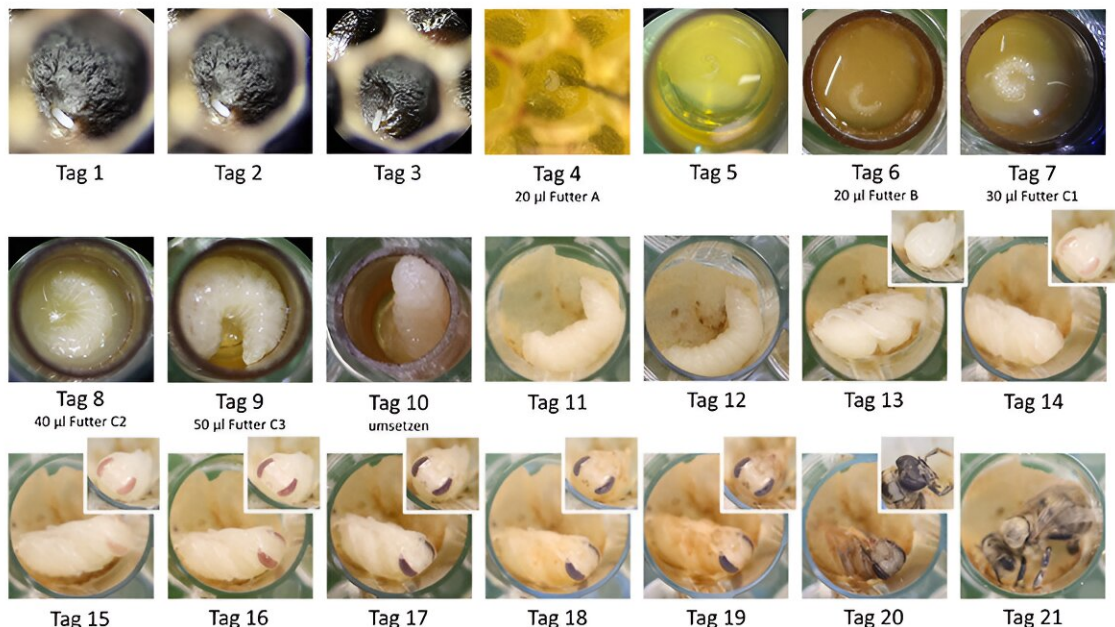 Tag 1
Tag 2
Tag 3
Tag 4
20 µl Futter A
Tag 5
Tag 6
20 µl Futter B
Tag 7
30 µl Futter C1
Tag 8
40 µl Futter C2
Tag 9
50 µl Futter C3
Tag 10
umsetzen
Tag 11
Tag 12
Tag 13
Tag 14
Tag 15
Tag 16
Tag 17
Tag 18
Tag 19
Tag 20
Tag 21